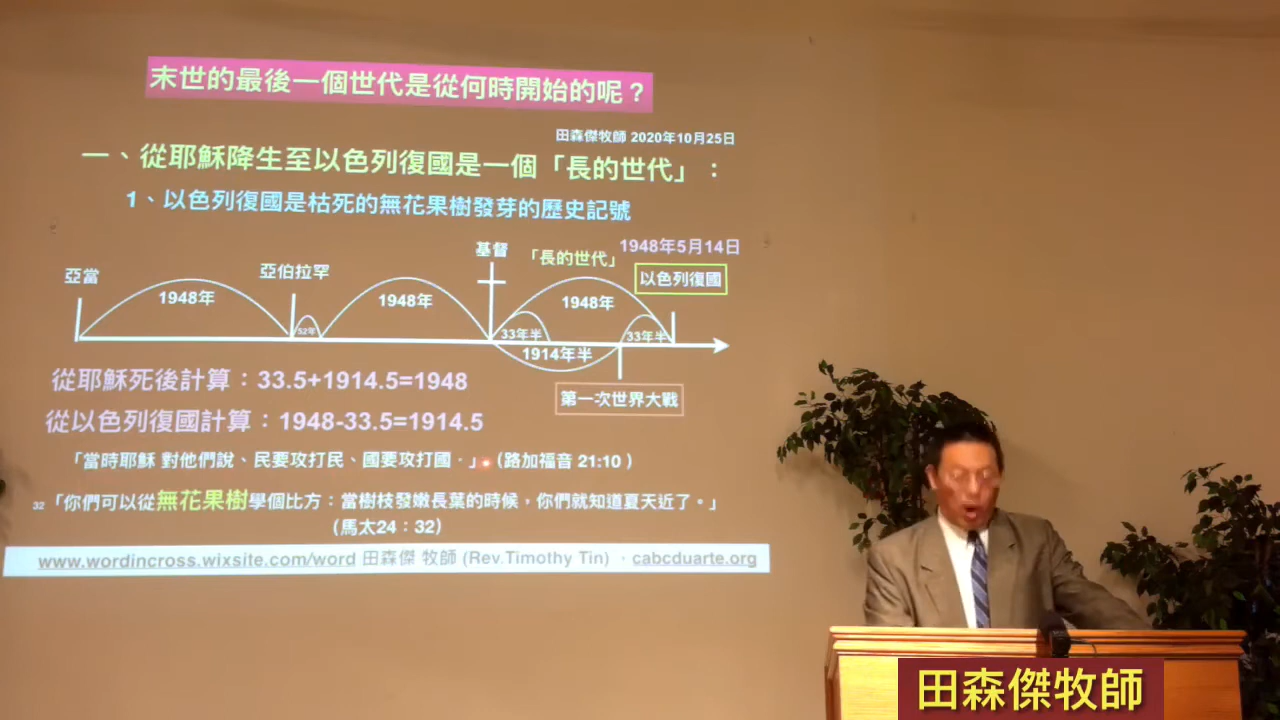 末世的最後一個世代是從何時開始的呢？
田森傑牧師 2020年10月25日
一、從耶穌降生至以色列復國是一個「長的世代」：
1、以色列復國是枯死的無花果樹發芽的歷史記號
基督 「長的世代」 1948年5月14日
亞當 亞伯拉罕 以色列復國
1948年 1948年 1948年
52年 33年半 33年半
1914年半
從耶穌死後計算：33.5+1914.5=1948
第一次世界大戰
從以色列復國計算：1948-33.5=1914.5
「當時耶穌 對他們說、民要攻打民、國要攻打國．」（路加福音 21:10 ）
32「你們可以從無花果樹學個比方：當樹枝發嫩長葉的時候，你們就知道夏天近了。」
（馬太24：32）
www.wordincross.wixsite.com/word 田森傑 牧師 (Rev.Timothy Tin) ﹑cabcduarte.org
田森傑牧師